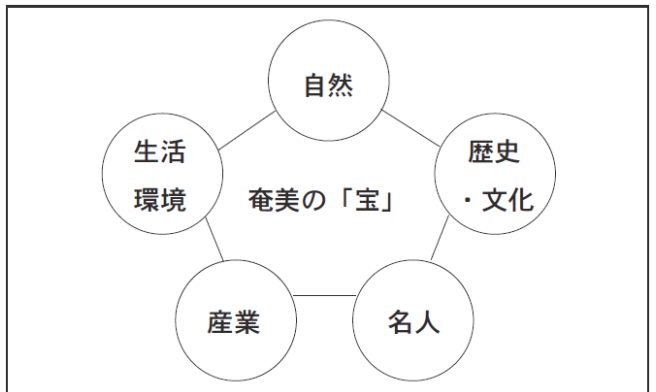 自然
生活
環境
歴史
・文化
奄美の「宝」
産業
名人